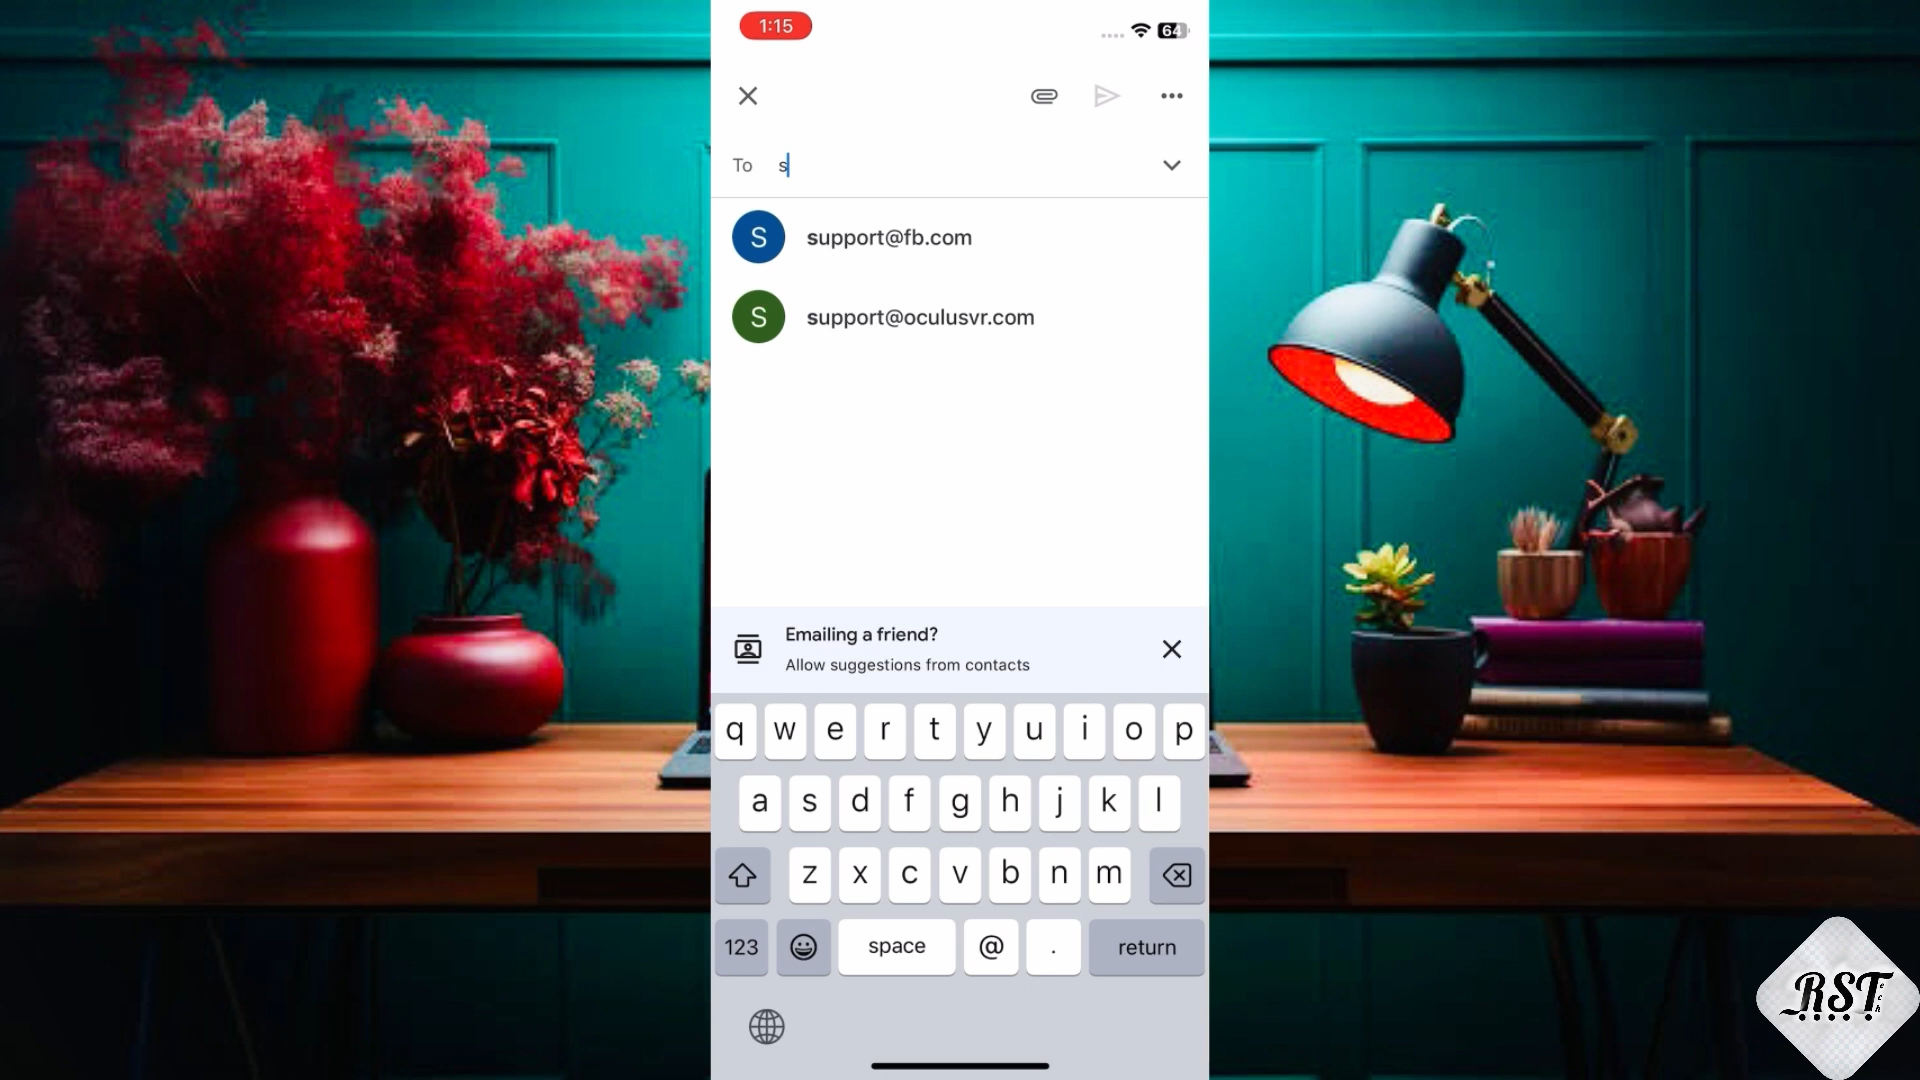 1:15
64
To s
S support@fb.com
S support@oculusvr.com
Emailing a friend?
Allow suggestions from contacts
q w e r t y u i o p
a s d f g h j k l
z x c v b n m
123 space @ . return
RSTech